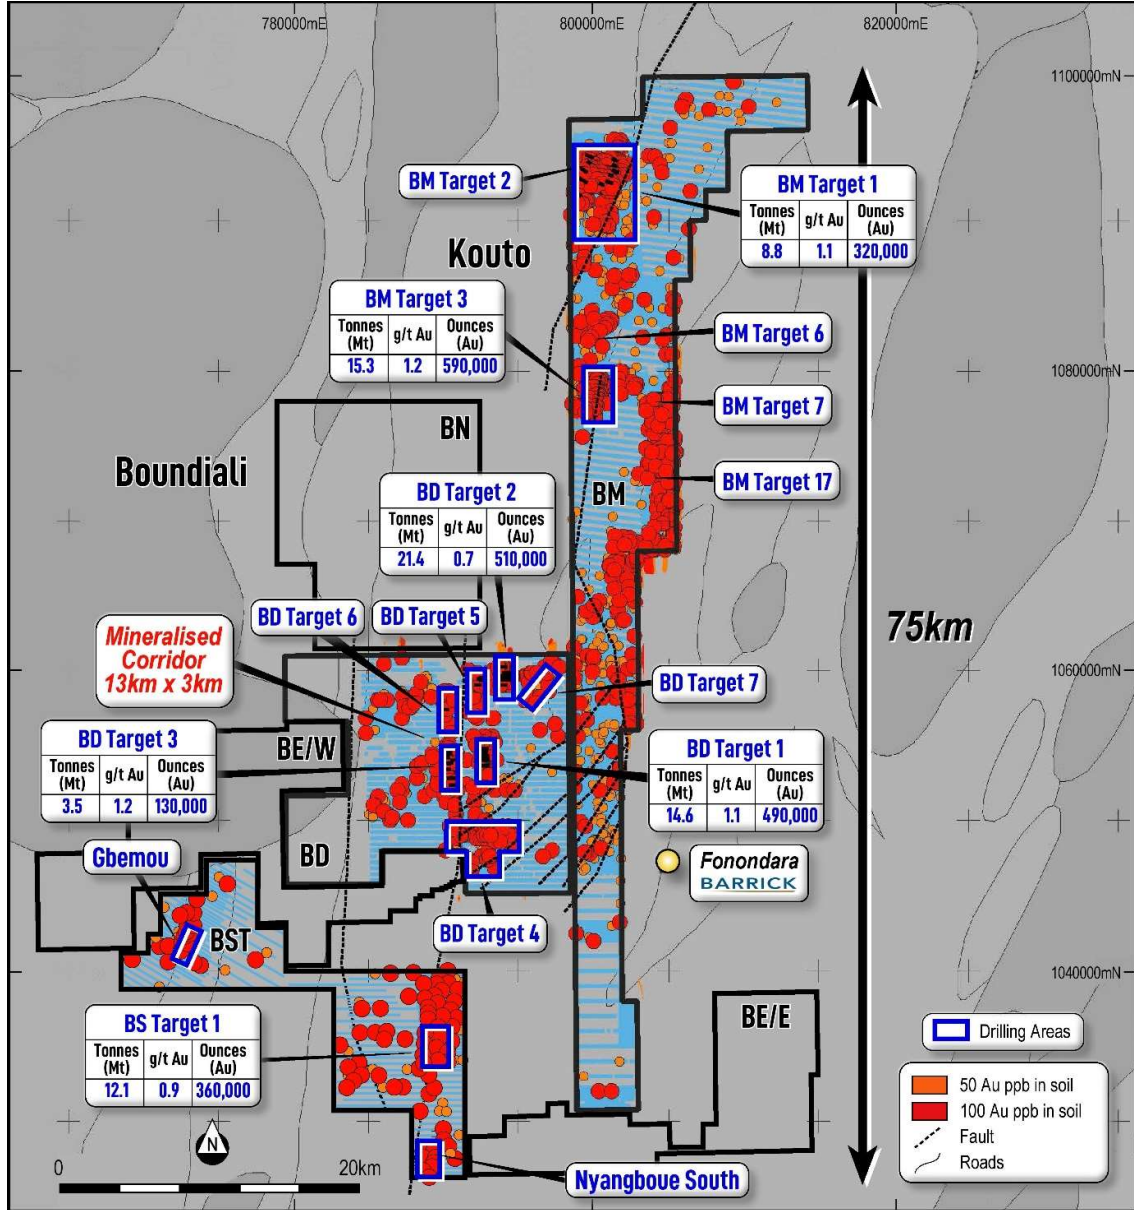 780000mE
800000mE
820000mE
1100000mN
BM Target 2
BM Target 1
Tonnes (Mt) g/t Au Ounces (Au)
8.8 1.1 320,000
Kouto
BM Target 3
Tonnes (Mt) g/t Au Ounces (Au)
15.3 1.2 590,000
BM Target 6
1080000mN
BM Target 7
BN
Boundiali
BM Target 17
BD Target 2
Tonnes (Mt) g/t Au Ounces (Au)
21.4 0.7 510,000
BM
BD Target 6
BD Target 5
75km
Mineralised
Corridor
13km x 3km
1060000mN
BD Target 7
BD Target 3
Tonnes (Mt) g/t Au Ounces (Au)
3.5 1.2 130,000
BE/W
BD Target 1
Tonnes (Mt) g/t Au Ounces (Au)
14.6 1.1 490,000
Gbemou
BD
Fonondara
BARRICK
BD Target 4
BST
1040000mN
BS Target 1
Tonnes (Mt) g/t Au Ounces (Au)
12.1 0.9 360,000
BE/E
Drilling Areas
50 Au ppb in soil
100 Au ppb in soil
Fault
Roads
N
0
20km
Nyangboue South